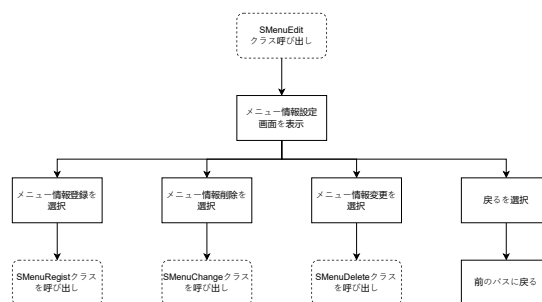 SMenuEdit
クラス呼び出し
メニュー情報設定
画面を表示
メニュー情報登録を
選択
メニュー情報削除を
選択
メニュー情報変更を
選択
戻るを選択
SMenuRegistクラス
を呼び出し
SMenuChangeクラス
を呼び出し
SMenuDeleteクラス
を呼び出し
前のパスに戻る